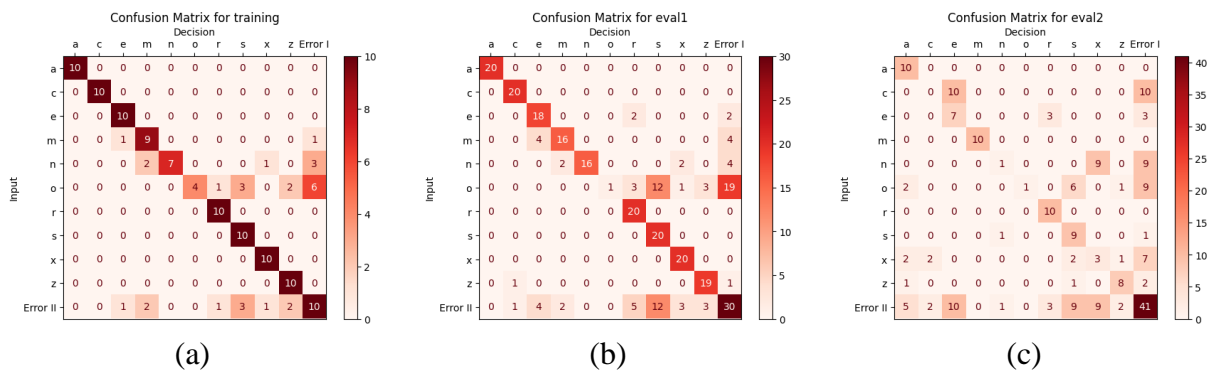 Confusion Matrix for training
Decision
a c e m n o r s x z Error I
Input
a 10 0 0 0 0 0 0 0 0 0 0
c 0 10 0 0 0 0 0 0 0 0 0
e 0 0 10 0 0 0 0 0 0 0 0
m 0 0 1 9 0 0 0 0 0 0 1
n 0 0 0 2 7 0 0 0 1 0 3
o 0 0 0 0 0 4 1 3 0 2 6
r 0 0 0 0 0 0 10 0 0 0 0
s 0 0 0 0 0 0 0 10 0 0 0
x 0 0 0 0 0 0 0 0 10 0 0
z 0 0 0 0 0 0 0 0 0 10 0
Error II 0 0 1 2 0 0 1 3 1 2 10
10
8
6
4
2
0
(a)
Confusion Matrix for eval1
Decision
a c e m n o r s x z Error I
Input
a 20 0 0 0 0 0 0 0 0 0 0
c 0 20 0 0 0 0 0 0 0 0 0
e 0 0 18 0 0 0 2 0 0 0 2
m 0 0 4 16 0 0 0 0 0 0 4
n 0 0 0 2 16 0 0 0 2 0 4
o 0 0 0 0 0 1 3 12 1 3 19
r 0 0 0 0 0 0 20 0 0 0 0
s 0 0 0 0 0 0 0 20 0 0 0
x 0 0 0 0 0 0 0 0 20 0 0
z 0 1 0 0 0 0 0 0 0 19 1
Error II 0 1 4 2 0 0 5 12 3 3 30
30
25
20
15
10
5
0
(b)
Confusion Matrix for eval2
Decision
a c e m n o r s x z Error I
Input
a 10 0 0 0 0 0 0 0 0 0 0
c 0 0 10 0 0 0 0 0 0 0 10
e 0 0 7 0 0 0 3 0 0 0 3
m 0 0 0 10 0 0 0 0 0 0 0
n 0 0 0 0 1 0 0 0 9 0 9
o 2 0 0 0 0 1 0 6 0 1 9
r 0 0 0 0 0 0 10 0 0 0 0
s 0 0 0 0 1 0 0 9 0 0 1
x 2 2 0 0 0 0 0 2 3 1 7
z 1 0 0 0 0 0 0 1 0 8 2
Error II 5 2 10 0 1 0 3 9 9 2 41
40
35
30
25
20
15
10
5
0
(c)